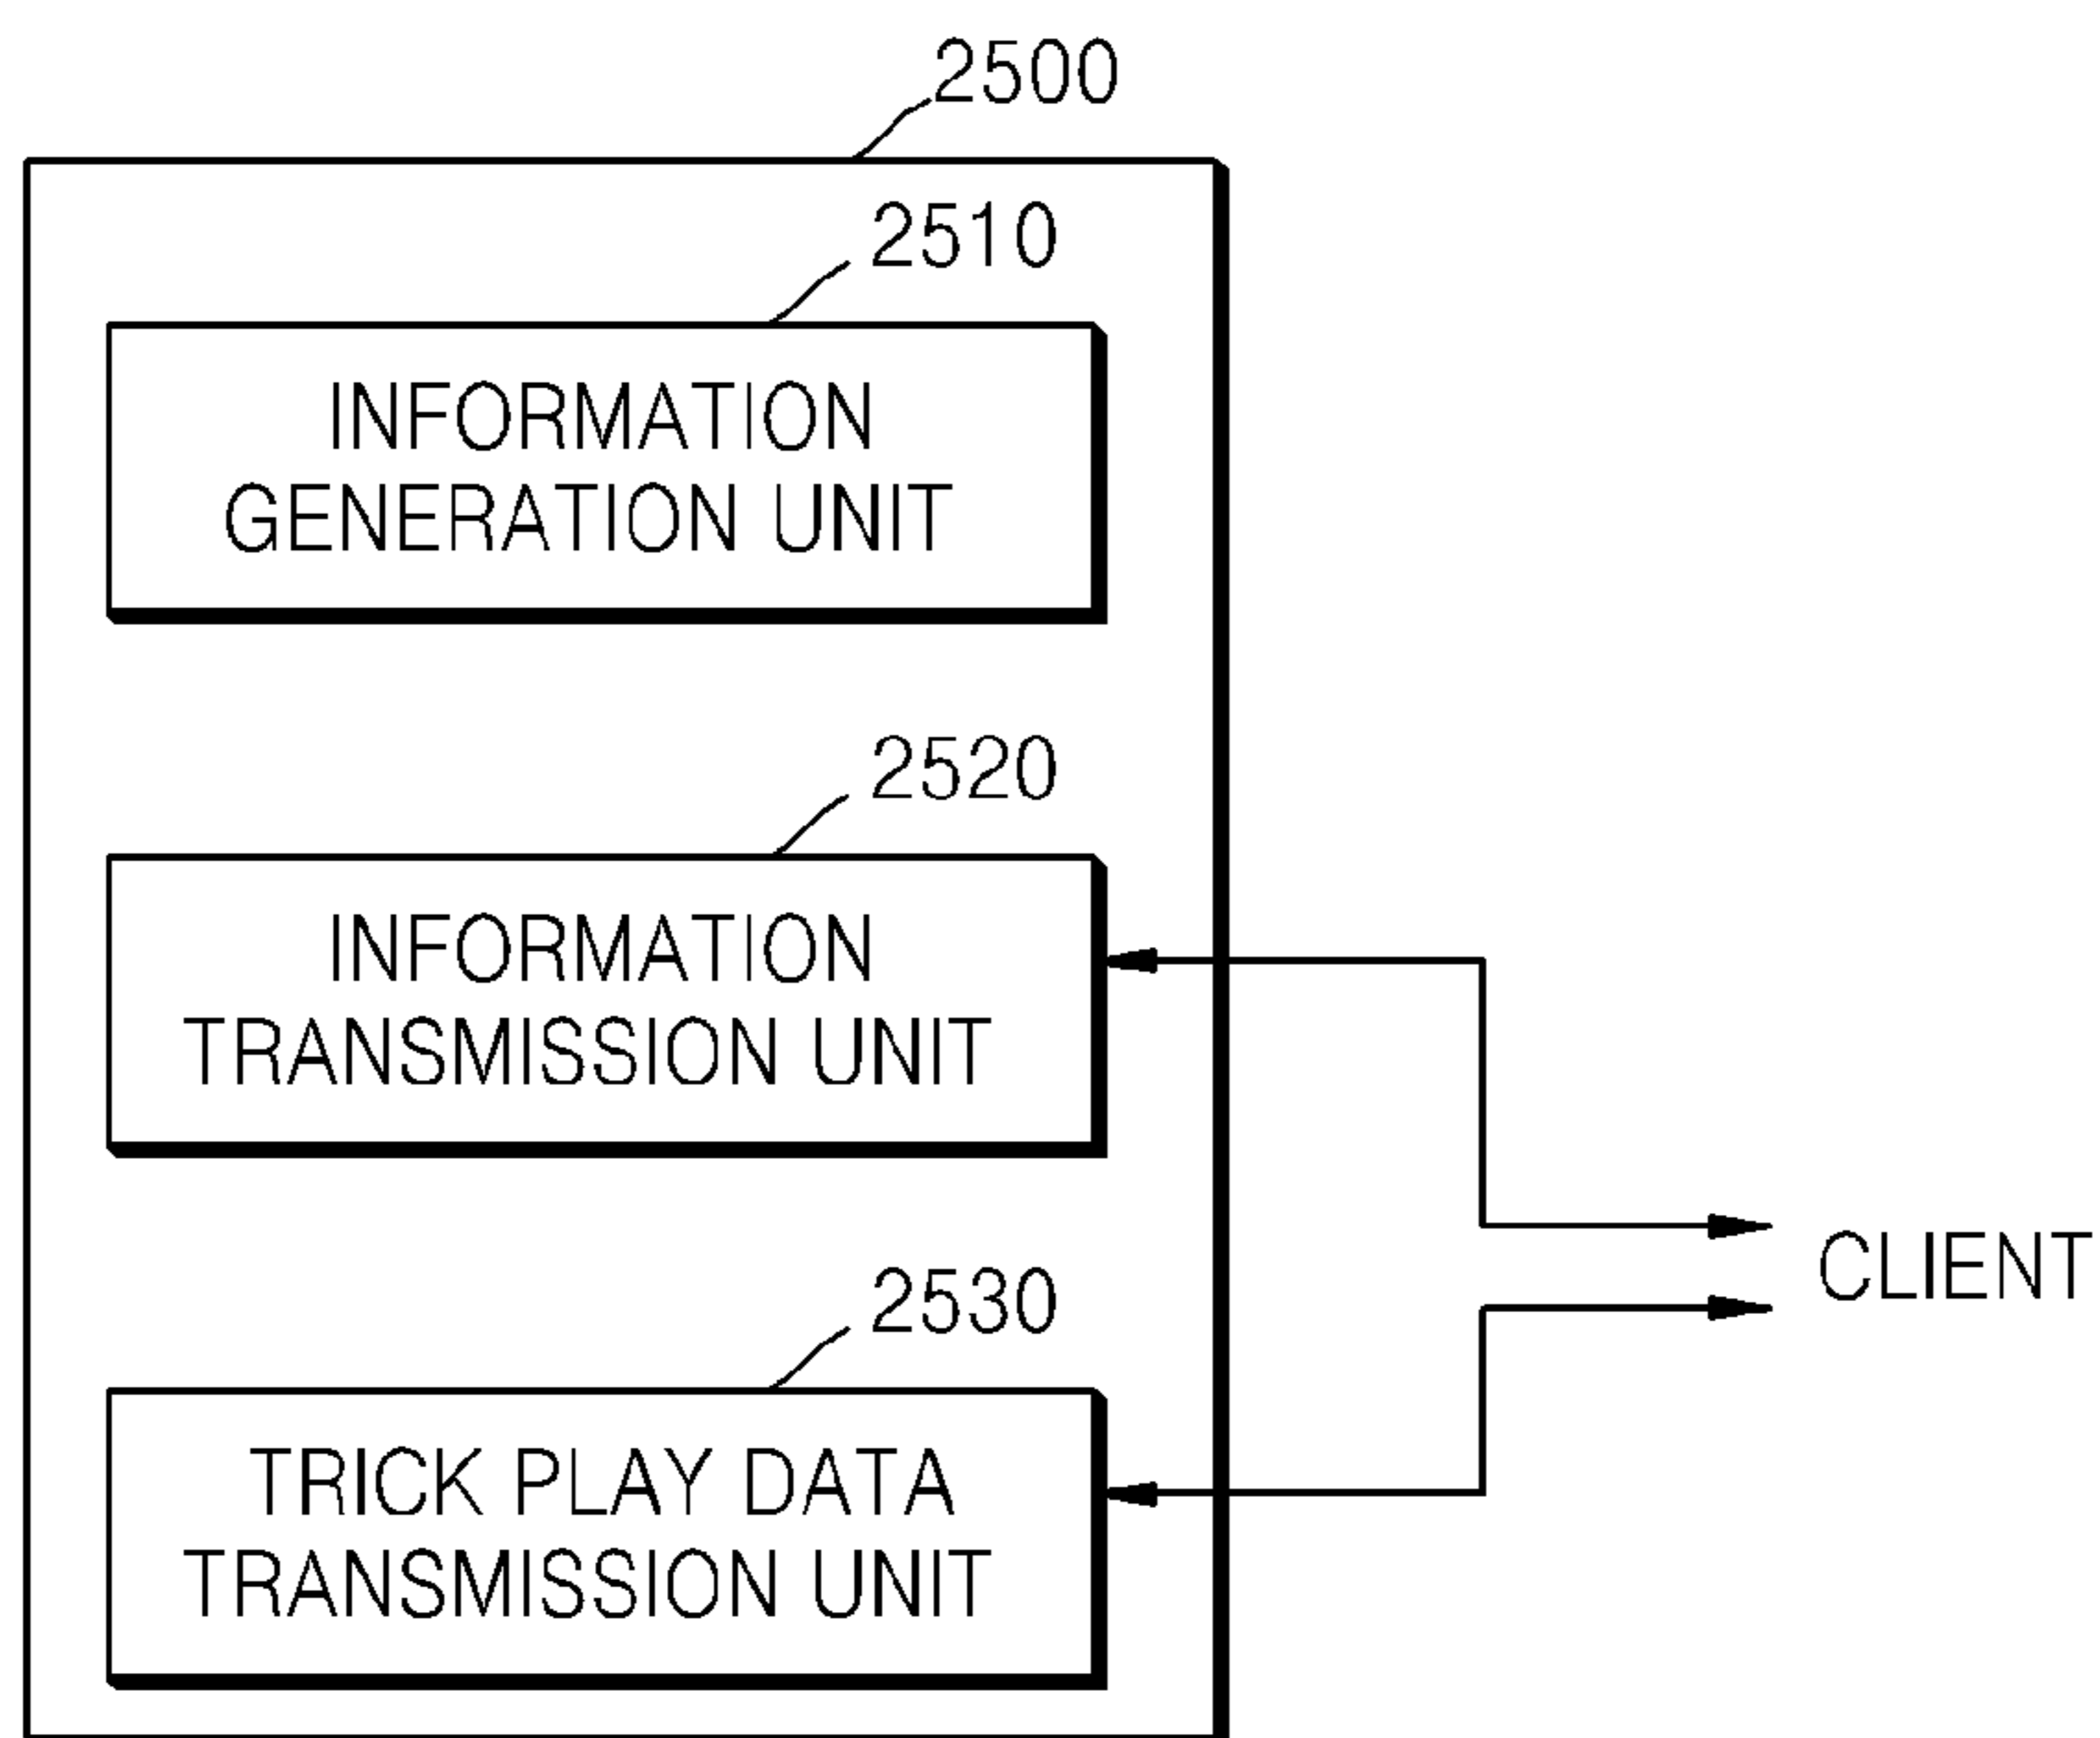 2500
2510
INFORMATION
GENERATION UNIT
2520
INFORMATION
TRANSMISSION UNIT
CLIENT
2530
TRICK PLAY DATA
TRANSMISSION UNIT